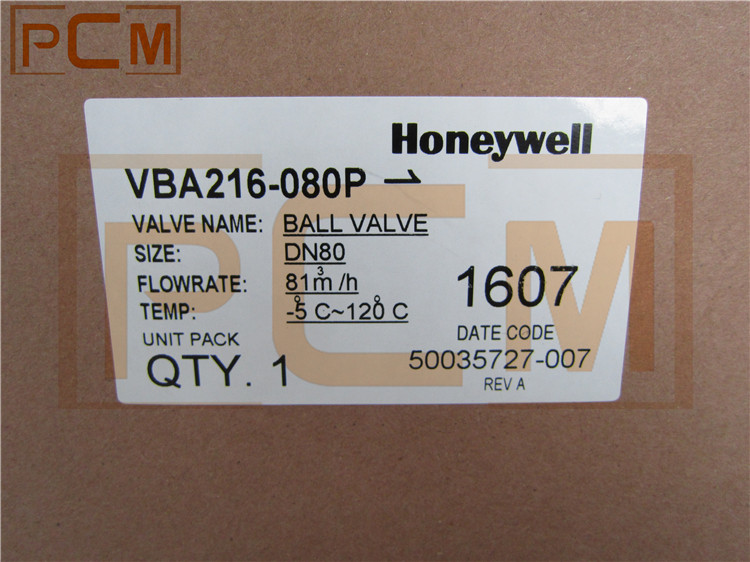 PCM
Honeywell
VBA216-080P
VALVE NAME: BALL VALVE
SIZE: DN80
FLOWRATE: 81m³/h
TEMP: -5°C~120°C
UNIT PACK
QTY. 1
1607
DATE CODE
50035727-007
REV A
PCM